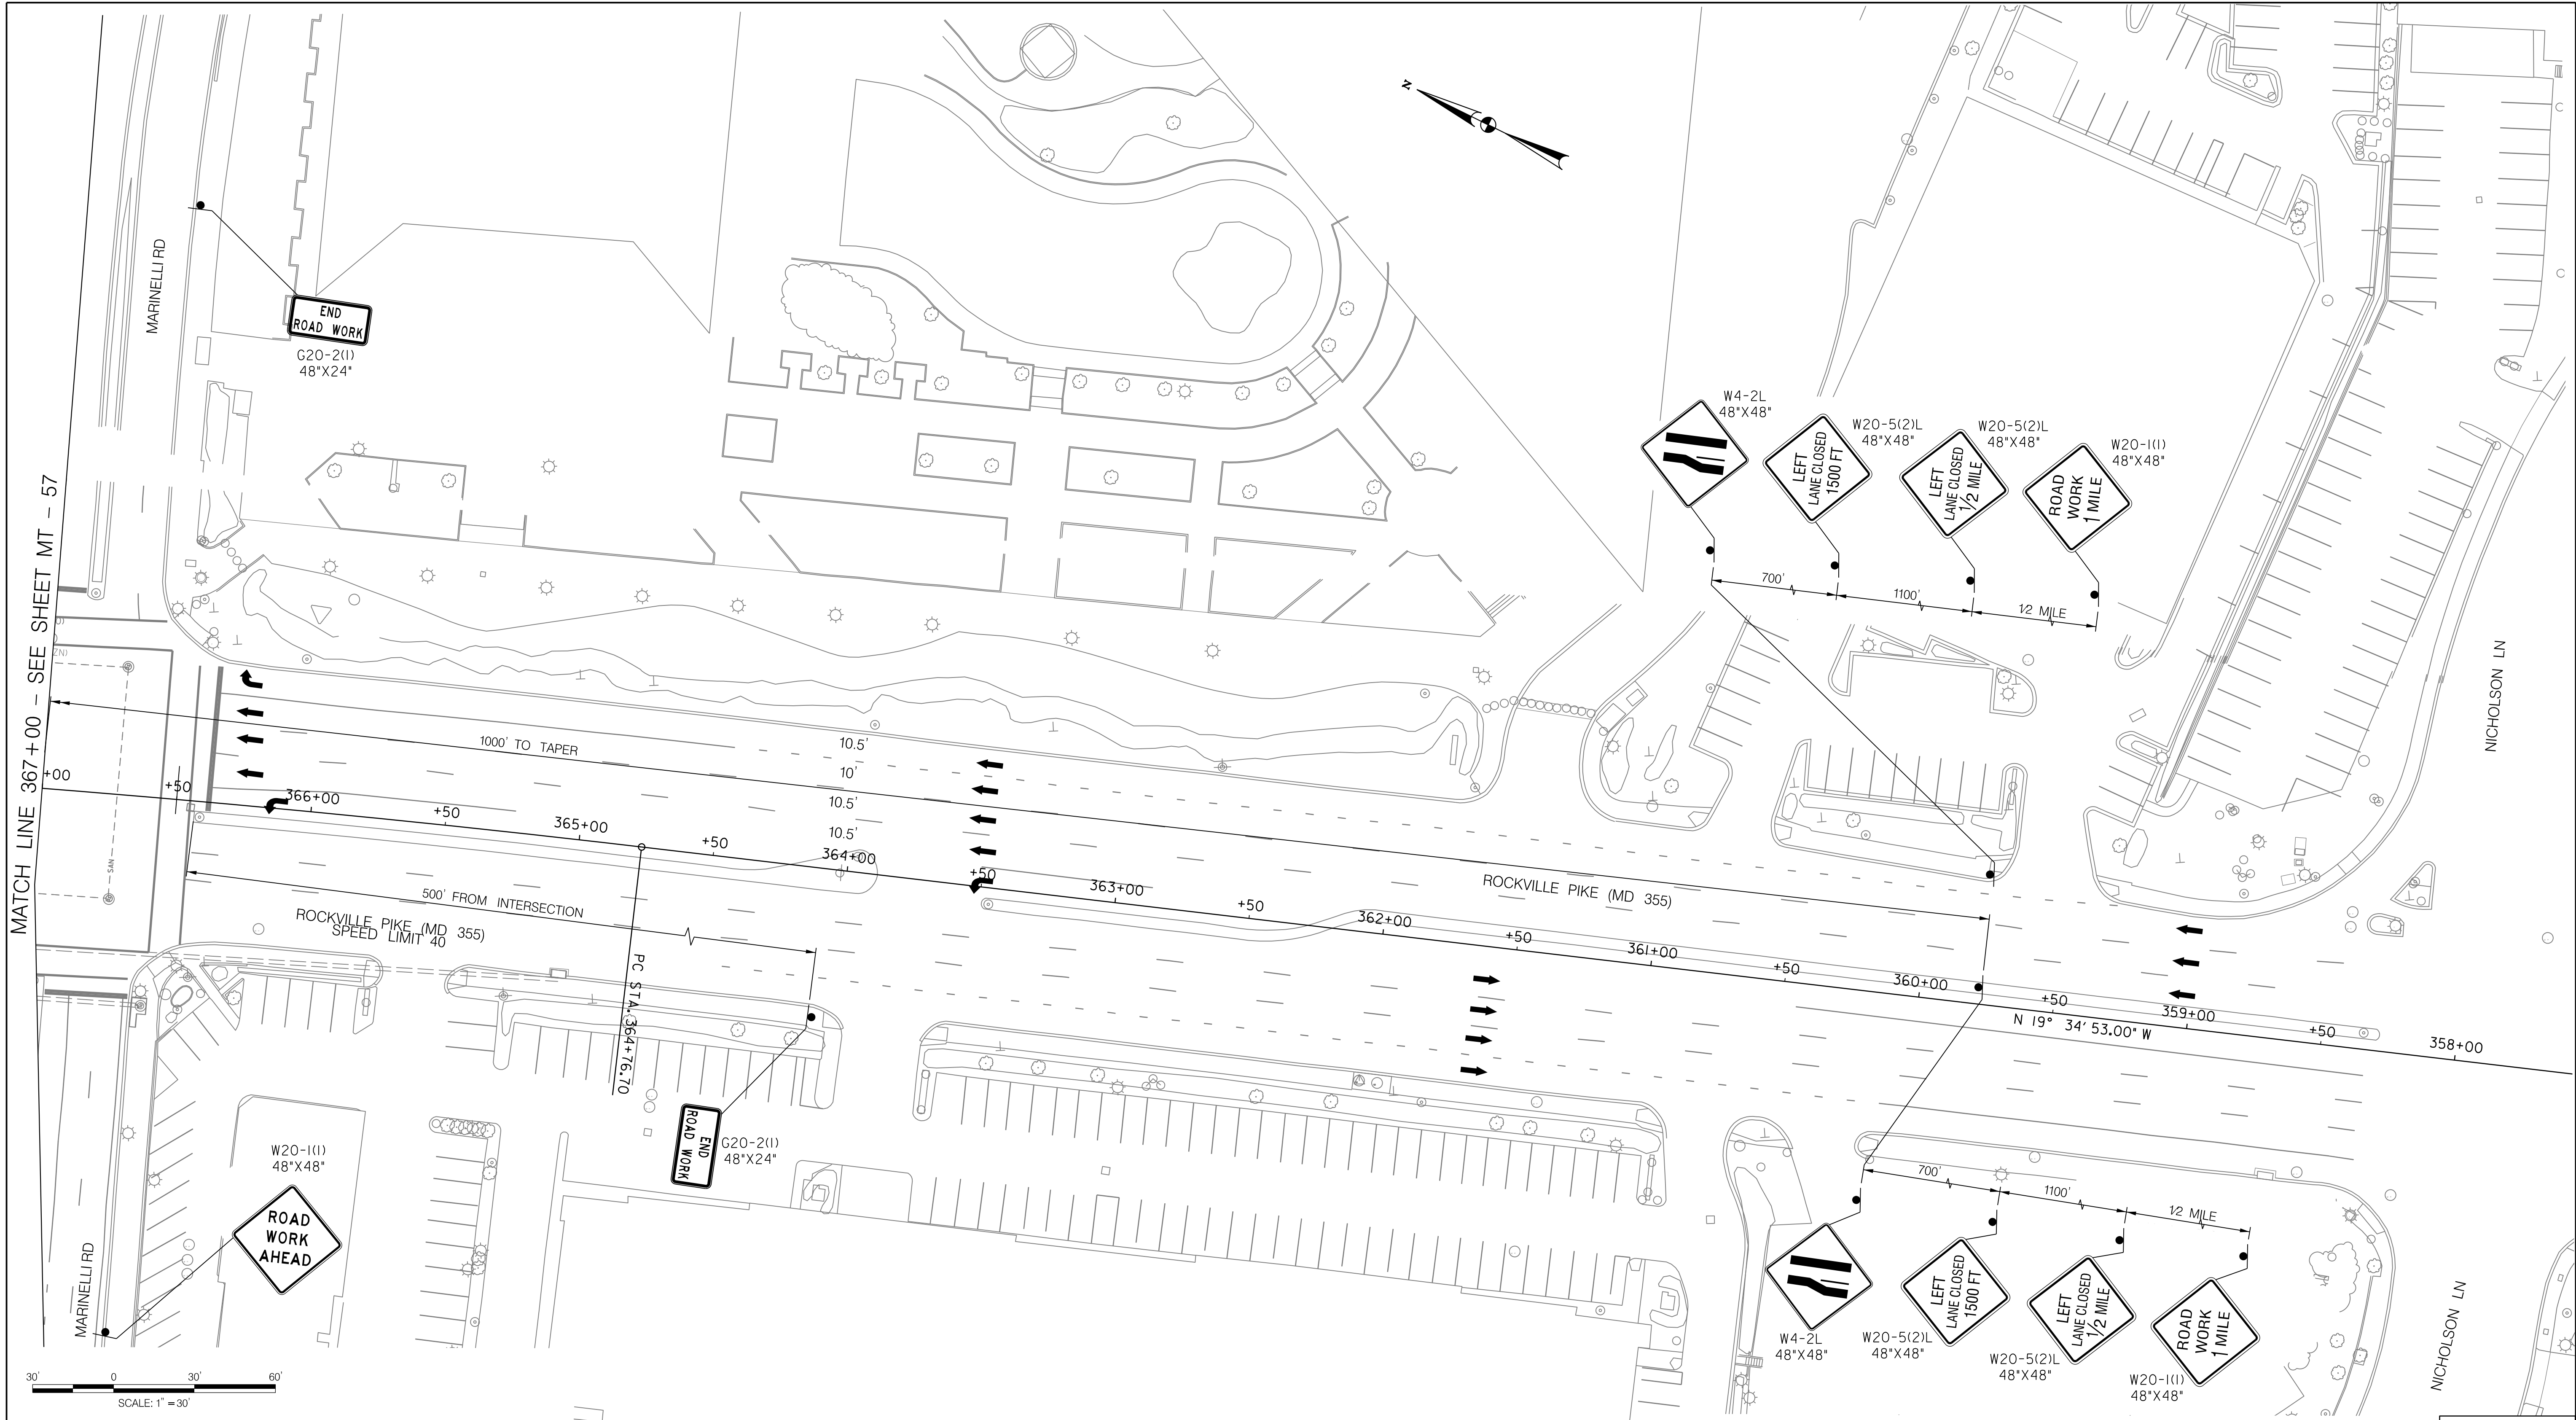 MATCH LINE 367+00 - SEE SHEET MT - 57
MARINELLI RD
END
ROAD WORK
G20-2(1)
48"X24"
N
W4-2L
48"X48"
LEFT
LANE CLOSED
1500 FT
W20-5(2)L
48"X48"
LEFT
LANE CLOSED
1/2 MILE
W20-5(2)L
48"X48"
ROAD
WORK
1 MILE
W20-1(1)
48"X48"
700'
1100'
1/2 MILE
NICHOLSON LN
1000' TO TAPER
10.5'
10'
10.5'
10.5'
+00
+50
366+00
+50
365+00
+50
364+00
+50
363+00
+50
362+00
+50
361+00
+50
360+00
+50
359+00
+50
358+00
ROCKVILLE PIKE (MD 355)
N 19° 34' 53.00" W
500' FROM INTERSECTION
ROCKVILLE PIKE (MD 355)
SPEED LIMIT 40
PC STA. 364+76.70
SAN
END
ROAD WORK
G20-2(1)
48"X24"
W20-1(1)
48"X48"
ROAD
WORK
AHEAD
MARINELLI RD
700'
1100'
1/2 MILE
W4-2L
48"X48"
LEFT
LANE CLOSED
1500 FT
W20-5(2)L
48"X48"
LEFT
LANE CLOSED
1/2 MILE
W20-5(2)L
48"X48"
ROAD
WORK
1 MILE
W20-1(1)
48"X48"
NICHOLSON LN
30' 0 30' 60'
SCALE: 1" = 30'